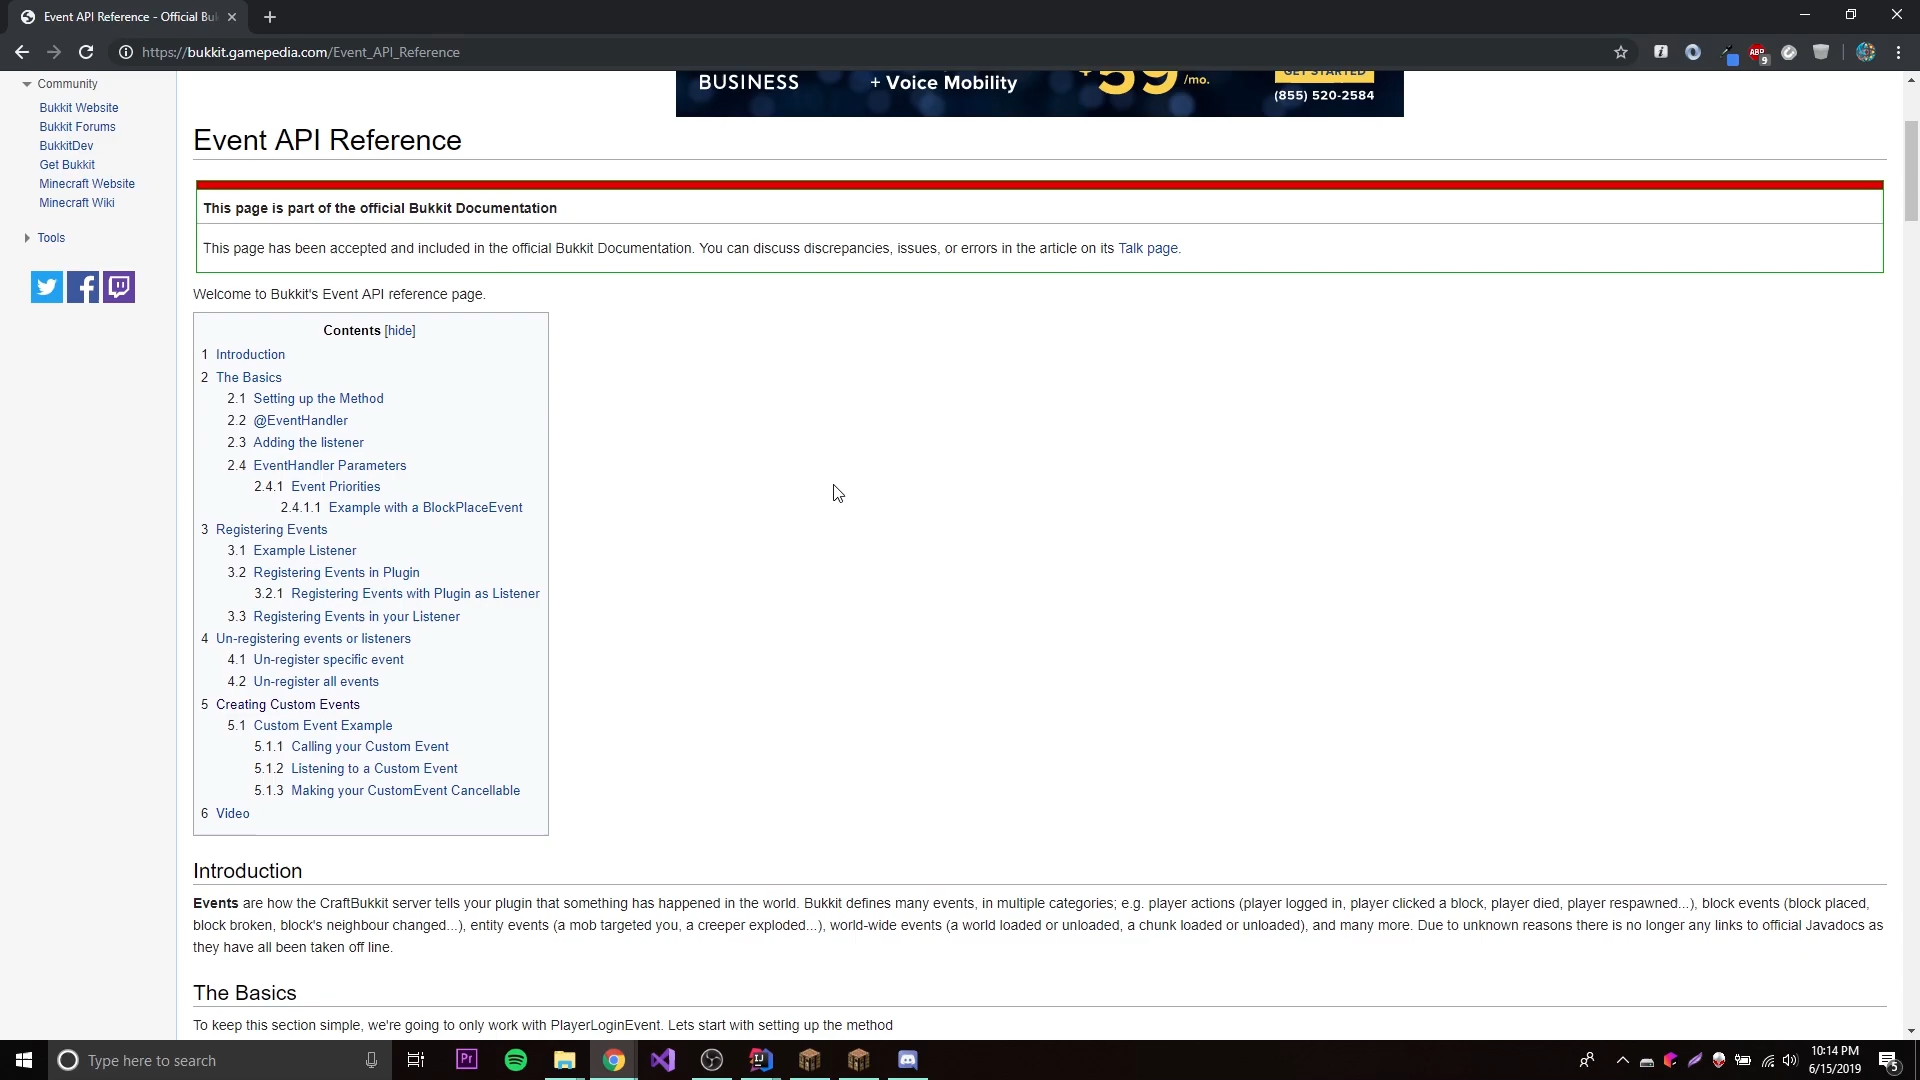 Event API Reference - Official Bu
https://bukkit.gamepedia.com/Event_API_Reference
ABP
9
Community
Bukkit Website
Bukkit Forums
BukkitDev
Get Bukkit
Minecraft Website
Minecraft Wiki
Tools
BUSINESS
+ Voice Mobility
+59 /mo.
GET STARTED
(855) 520-2584
Event API Reference
This page is part of the official Bukkit Documentation
This page has been accepted and included in the official Bukkit Documentation. You can discuss discrepancies, issues, or errors in the article on its Talk page.
Welcome to Bukkit's Event API reference page.
Contents [hide]
1 Introduction
2 The Basics
2.1 Setting up the Method
2.2 @EventHandler
2.3 Adding the listener
2.4 EventHandler Parameters
2.4.1 Event Priorities
2.4.1.1 Example with a BlockPlaceEvent
3 Registering Events
3.1 Example Listener
3.2 Registering Events in Plugin
3.2.1 Registering Events with Plugin as Listener
3.3 Registering Events in your Listener
4 Un-registering events or listeners
4.1 Un-register specific event
4.2 Un-register all events
5 Creating Custom Events
5.1 Custom Event Example
5.1.1 Calling your Custom Event
5.1.2 Listening to a Custom Event
5.1.3 Making your CustomEvent Cancellable
6 Video
Introduction
Events are how the CraftBukkit server tells your plugin that something has happened in the world. Bukkit defines many events, in multiple categories; e.g. player actions (player logged in, player clicked a block, player died, player respawned...), block events (block placed,
block broken, block's neighbour changed...), entity events (a mob targeted you, a creeper exploded...), world-wide events (a world loaded or unloaded, a chunk loaded or unloaded), and many more. Due to unknown reasons there is no longer any links to official Javadocs as
they have all been taken off line.
The Basics
To keep this section simple, we're going to only work with PlayerLoginEvent. Lets start with setting up the method
Type here to search
Pr
IJ
10:14 PM
6/15/2019
5